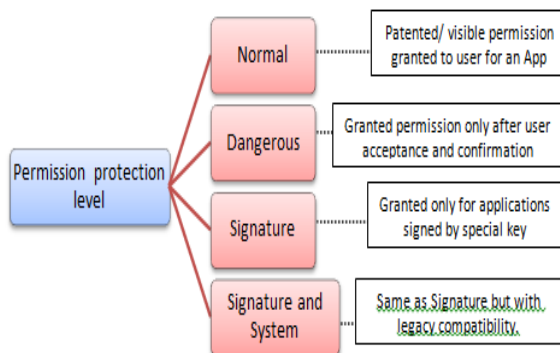 Permission protection
level
Normal
Patented/ visible permission
granted to user for an App
Dangerous
Granted permission only after user
acceptance and confirmation
Signature
Granted only for applications
signed by special key
Signature and
System
Same as Signature but with
legacy compatibility.